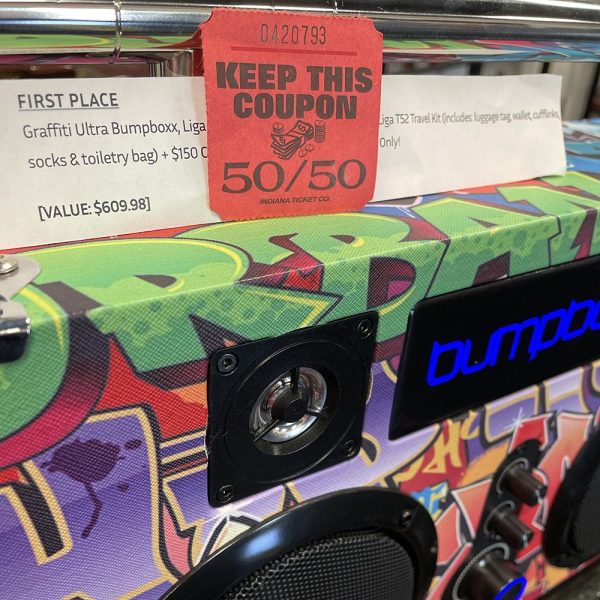 0420793
KEEP THIS
COUPON
50/50
INDIANA TICKET CO.
FIRST PLACE
Graffiti Ultra Bumpboxx, Liga T52 Travel Kit (includes: luggage tag, wallet, cufflinks,
socks & toiletry bag) + $150 C Only!
[VALUE: $609.98]
bumpbo